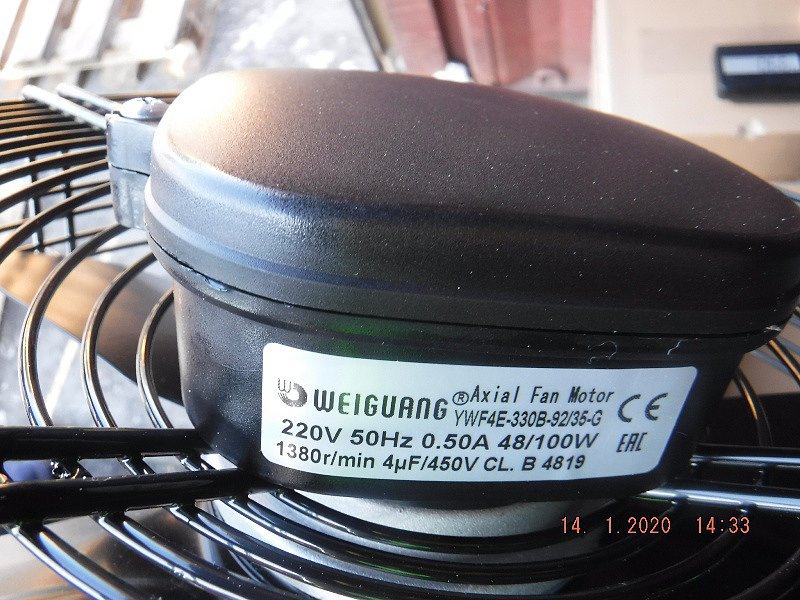 WEIGUANG® Axial Fan Motor
YWF4E-330B-92/35-G
CE
220V 50Hz 0.50A 48/100W
EAC
1380r/min 4µF/450V CL. B 4819
14. 1.2020 14:33